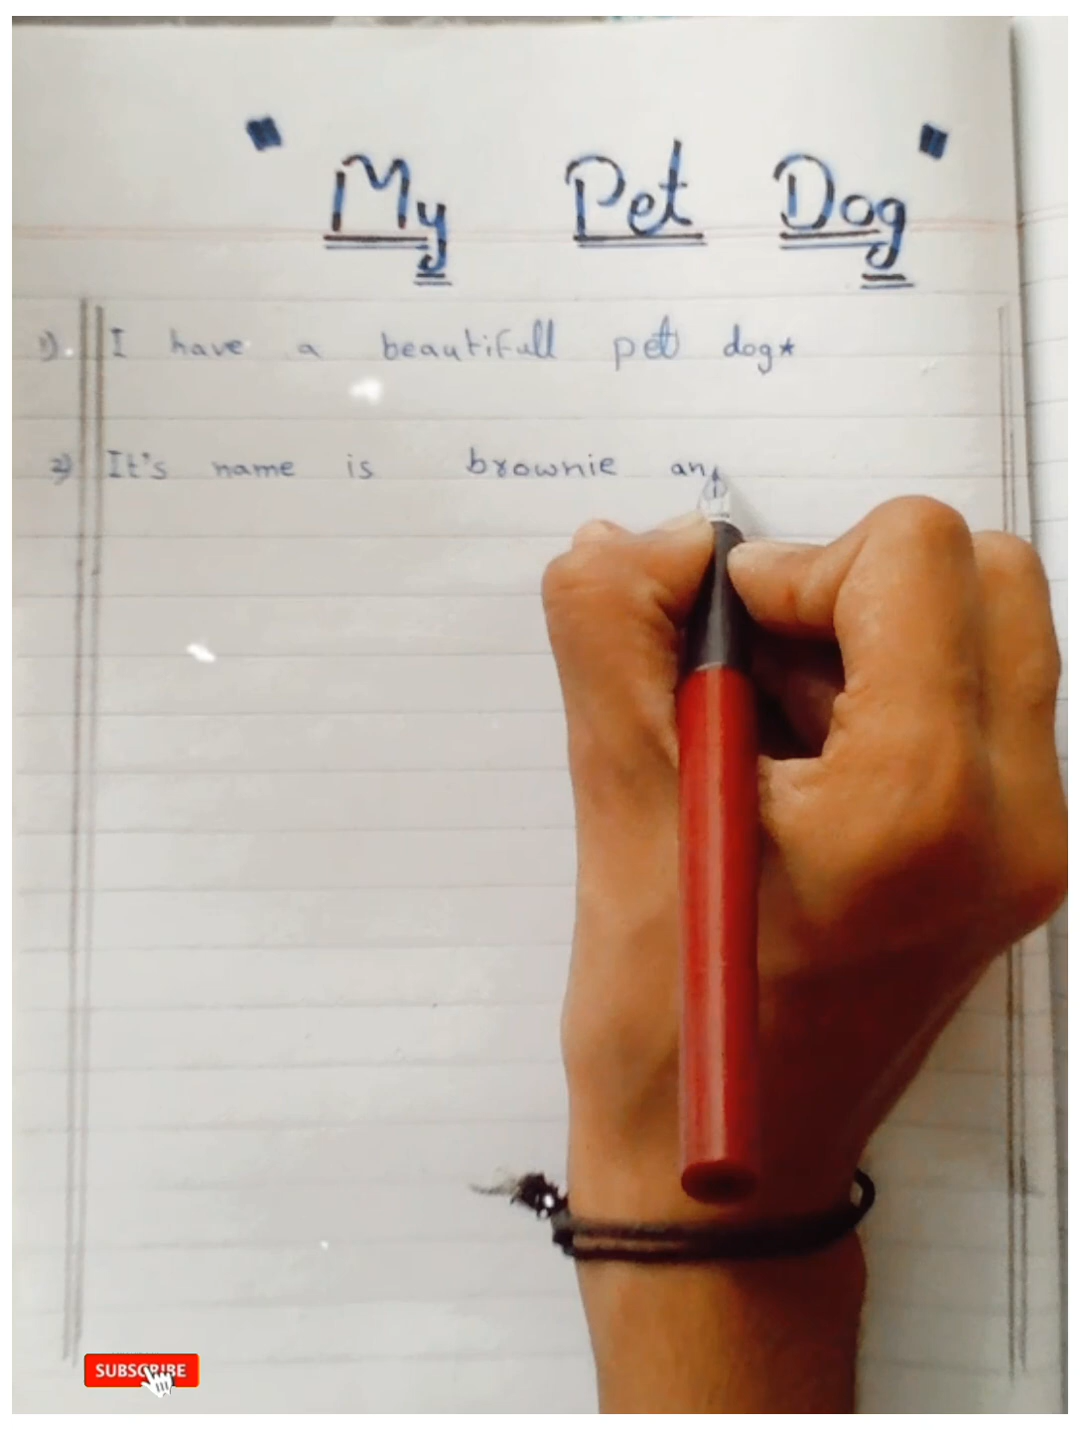 " My Pet Dog "
1). I have a beautifull pet dog*
2) It's name is brownie an
SUBSCRIBE